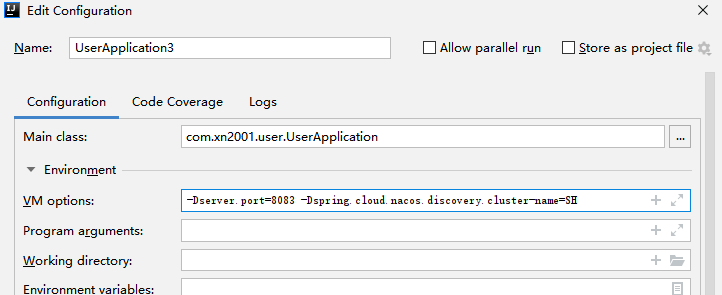 IJ Edit Configuration
Name: UserApplication3 Allow parallel run Store as project file
Configuration Code Coverage Logs
Main class: com.xn2001.user.UserApplication ...
Environment
VM options: -Dserver.port=8083 -Dspring.cloud.nacos.discovery.cluster-name=SH
Program arguments:
Working directory:
Environment variables: